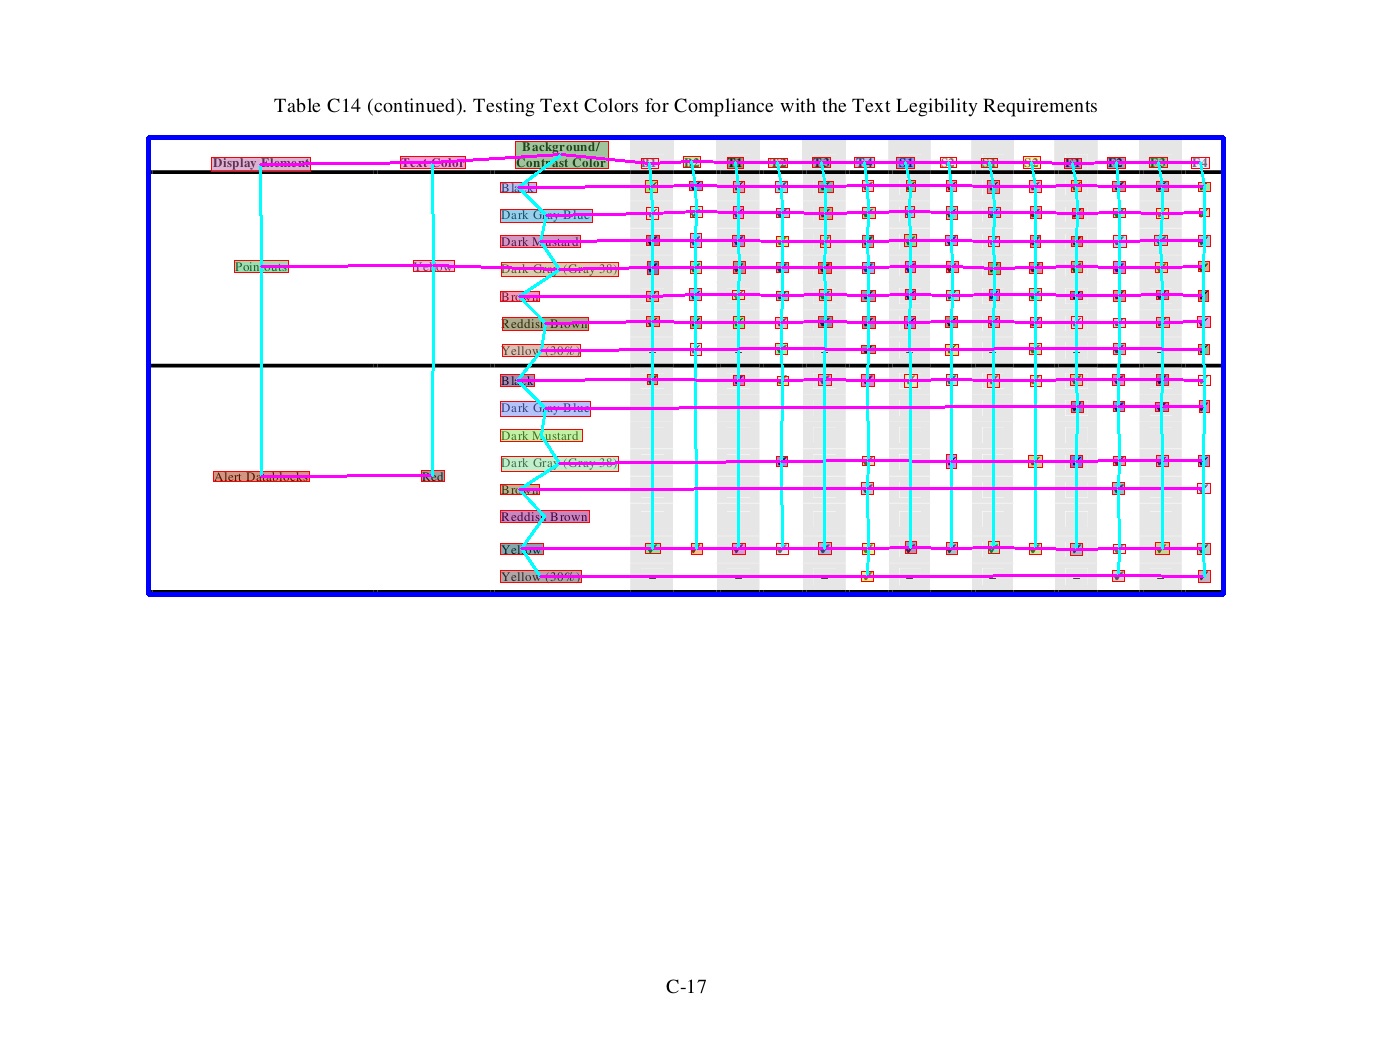 Table C14 (continued). Testing Text Colors for Compliance with the Text Legibility Requirements
Background/
Display Element Text Color Contrast Color
Black
Dark Gray Blue
Dark Mustard
Pointouts Yellow Dark Gray (Gray 38)
Brown
Reddish Brown
Yellow (30%)
Black
Dark Gray Blue
Dark Mustard
Dark Gray (Gray 38)
Alert Datablocks Red
Brown
Reddish Brown
Yellow
Yellow (30%)
C-17